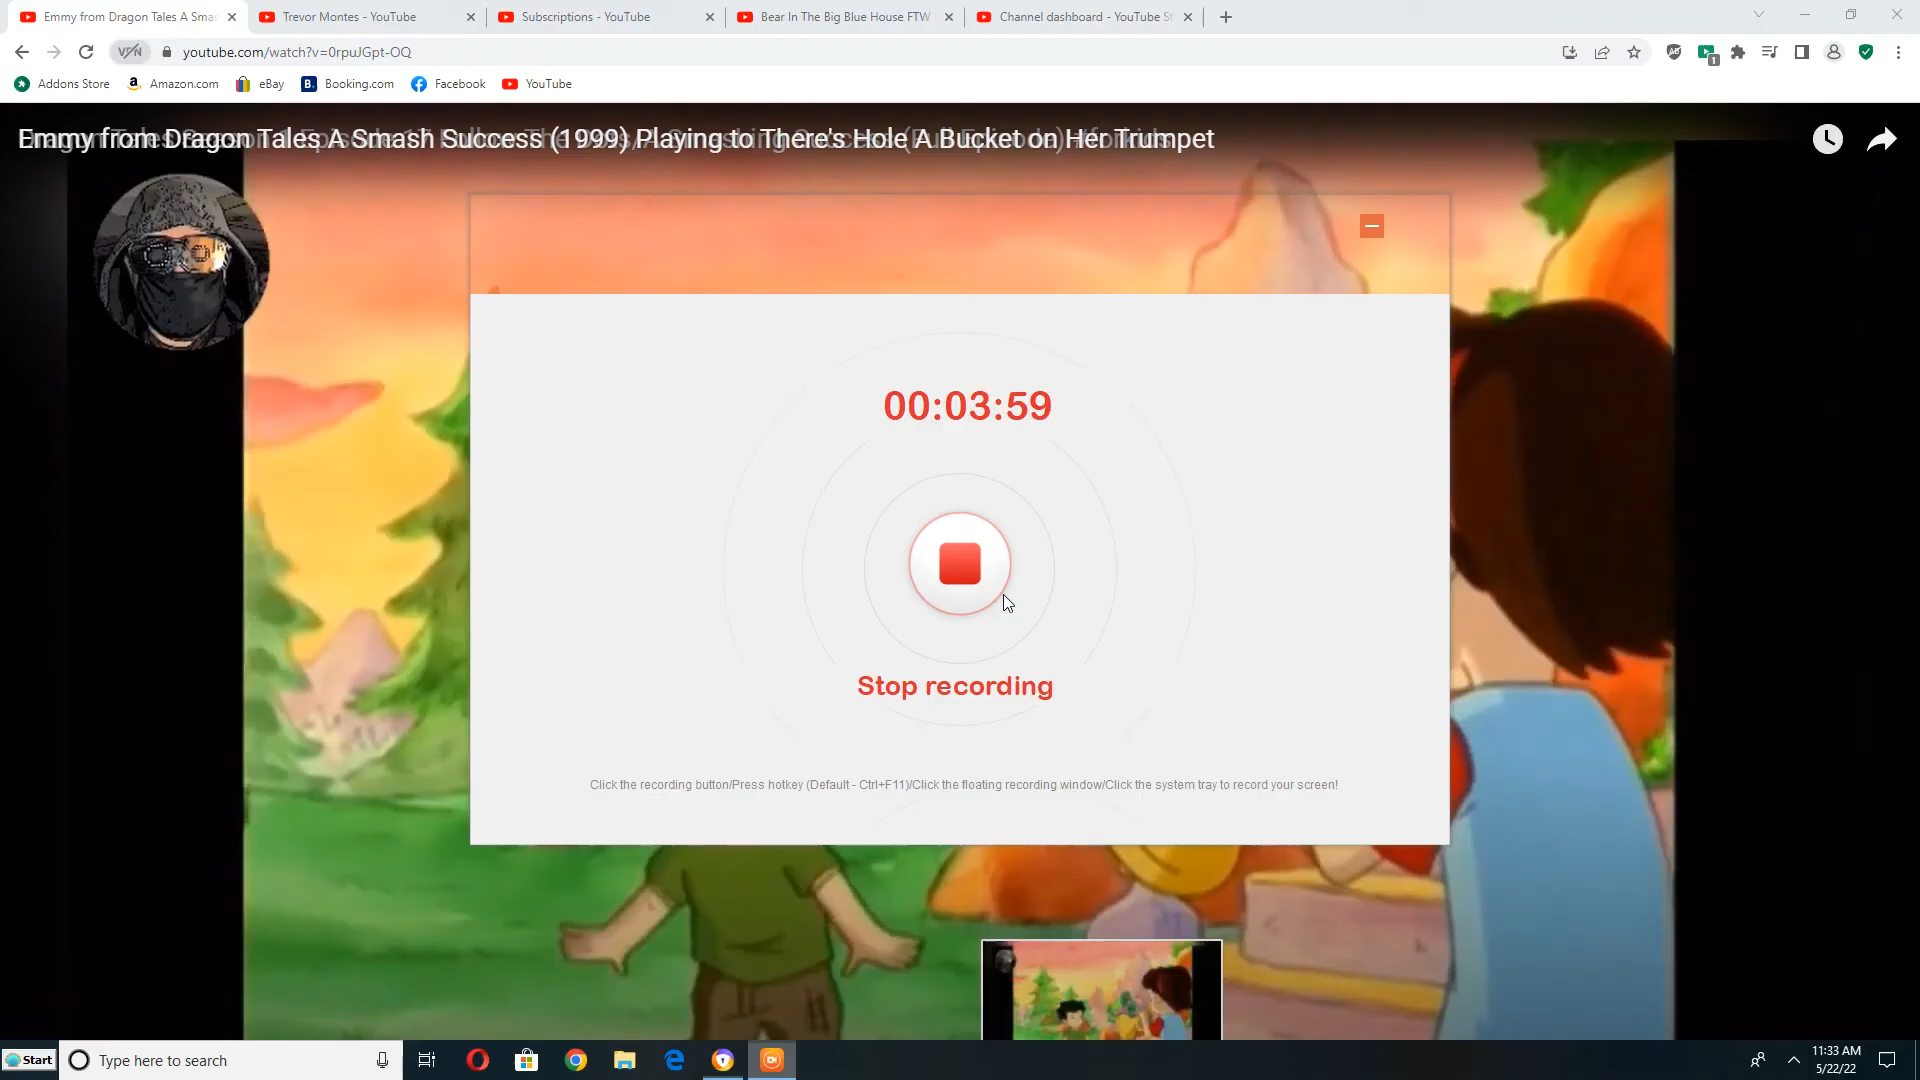 Emmy from Dragon Tales A Smas
Trevor Montes - YouTube
Subscriptions - YouTube
Bear In The Big Blue House FTW
Channel dashboard - YouTube St
VPN
youtube.com/watch?v=0rpuJGpt-OQ
1
Addons Store
a Amazon.com
eBay
B. Booking.com
Facebook
YouTube
Emmy from Dragon Tales A Smash Success (1999) Playing to There's Hole A Bucket on Her Trumpet
00:03:59
Stop recording
Click the recording button/Press hotkey (Default - Ctrl+F11)/Click the floating recording window/Click the system tray to record your screen!
Start
Type here to search
11:33 AM
5/22/22